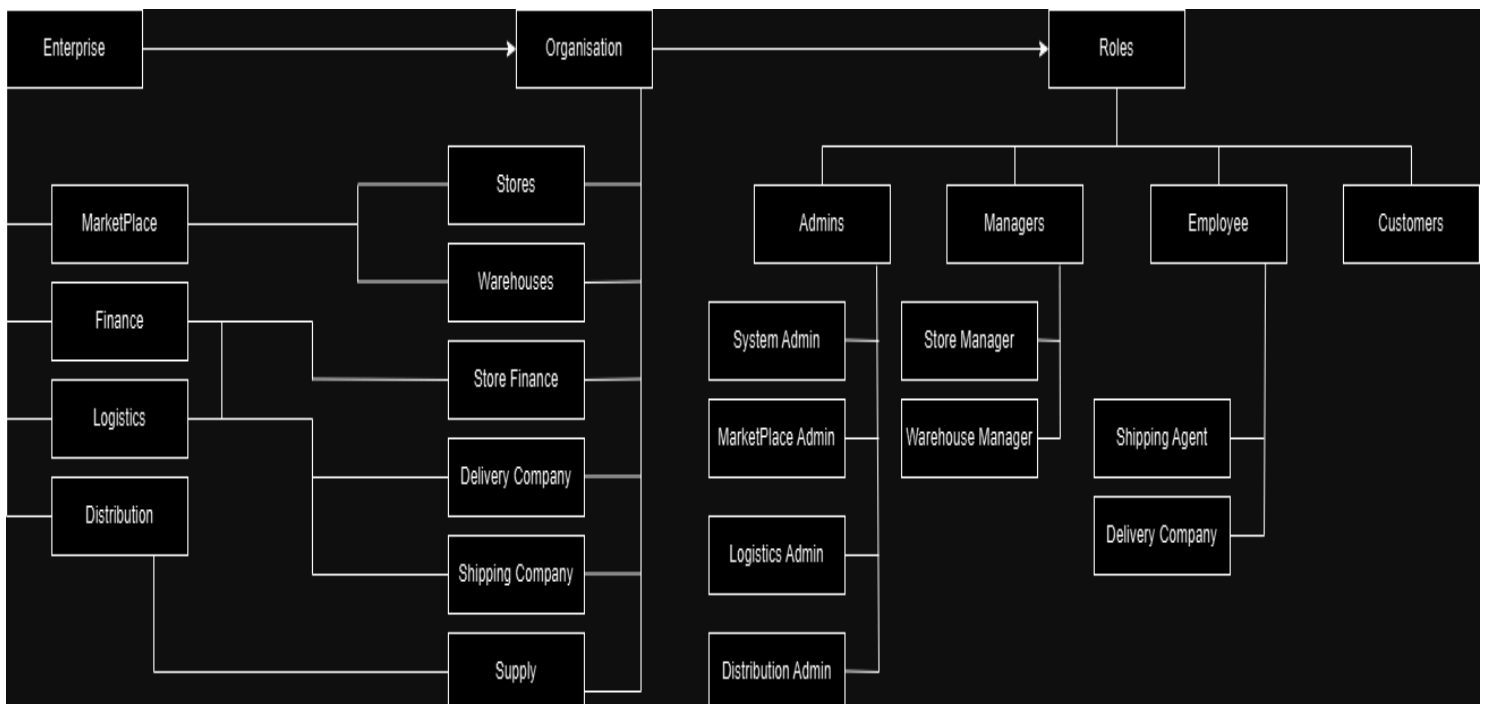 Enterprise
Organisation
Roles
MarketPlace
Finance
Logistics
Distribution
Stores
Warehouses
Store Finance
Delivery Company
Shipping Company
Supply
Admins
Managers
Employee
Customers
System Admin
MarketPlace Admin
Logistics Admin
Distribution Admin
Store Manager
Warehouse Manager
Shipping Agent
Delivery Company